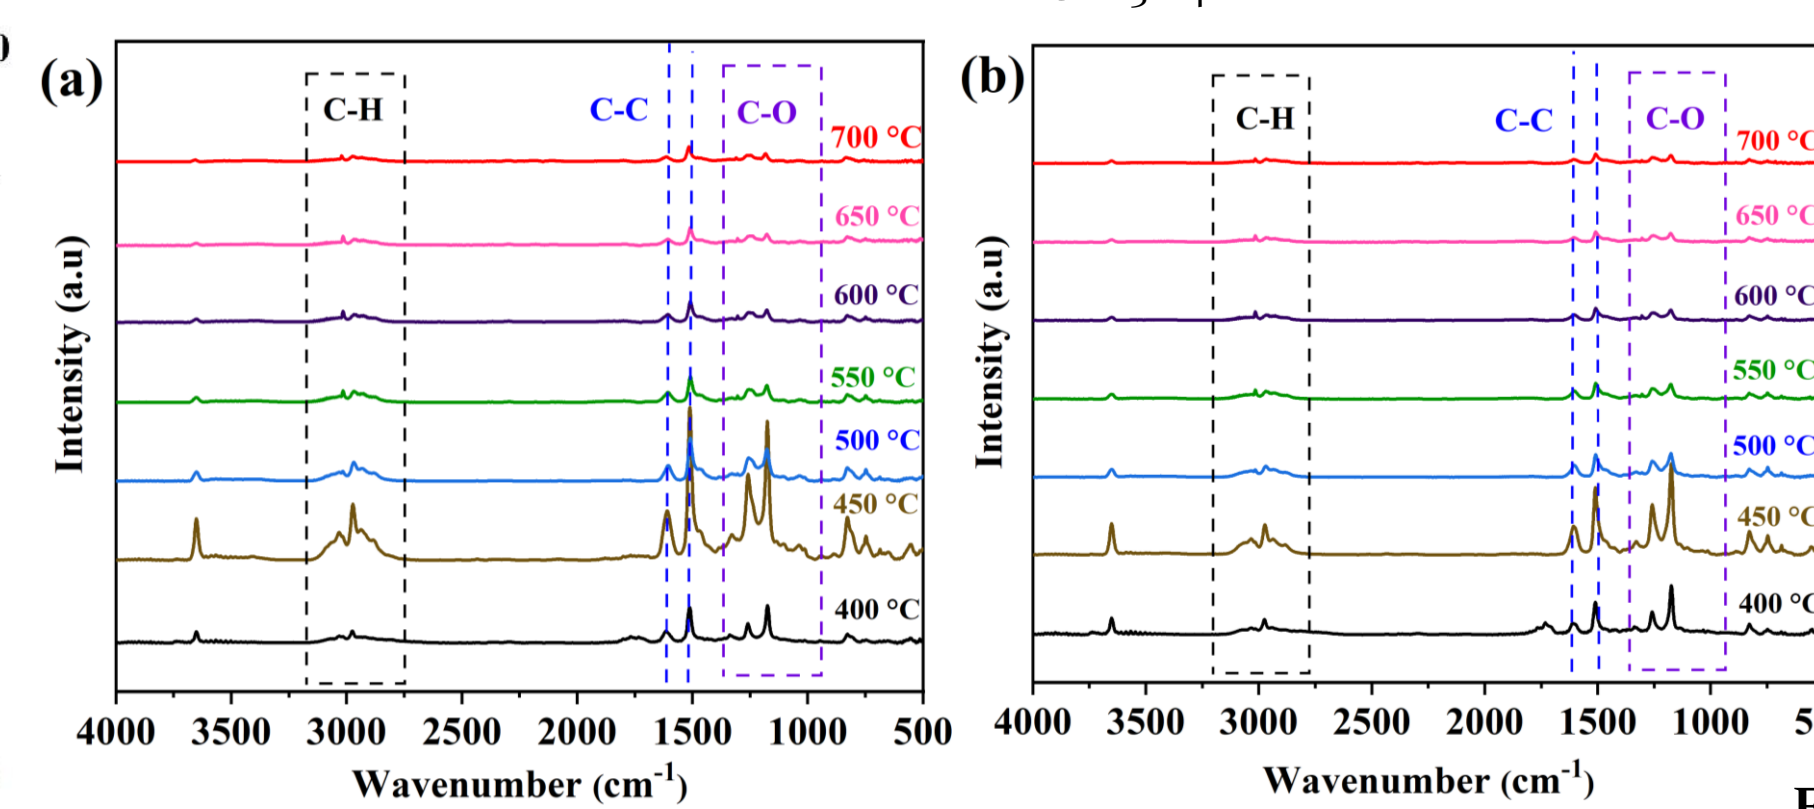 (a)
C-H
C-C
C-O
700 °C
650 °C
600 °C
550 °C
500 °C
450 °C
400 °C
Intensity (a.u)
4000 3500 3000 2500 2000 1500 1000 500
Wavenumber (cm⁻¹)
(b)
C-H
C-C
C-O
700 °C
650 °C
600 °C
550 °C
500 °C
450 °C
400 °C
Intensity (a.u)
4000 3500 3000 2500 2000 1500 1000
Wavenumber (cm⁻¹)